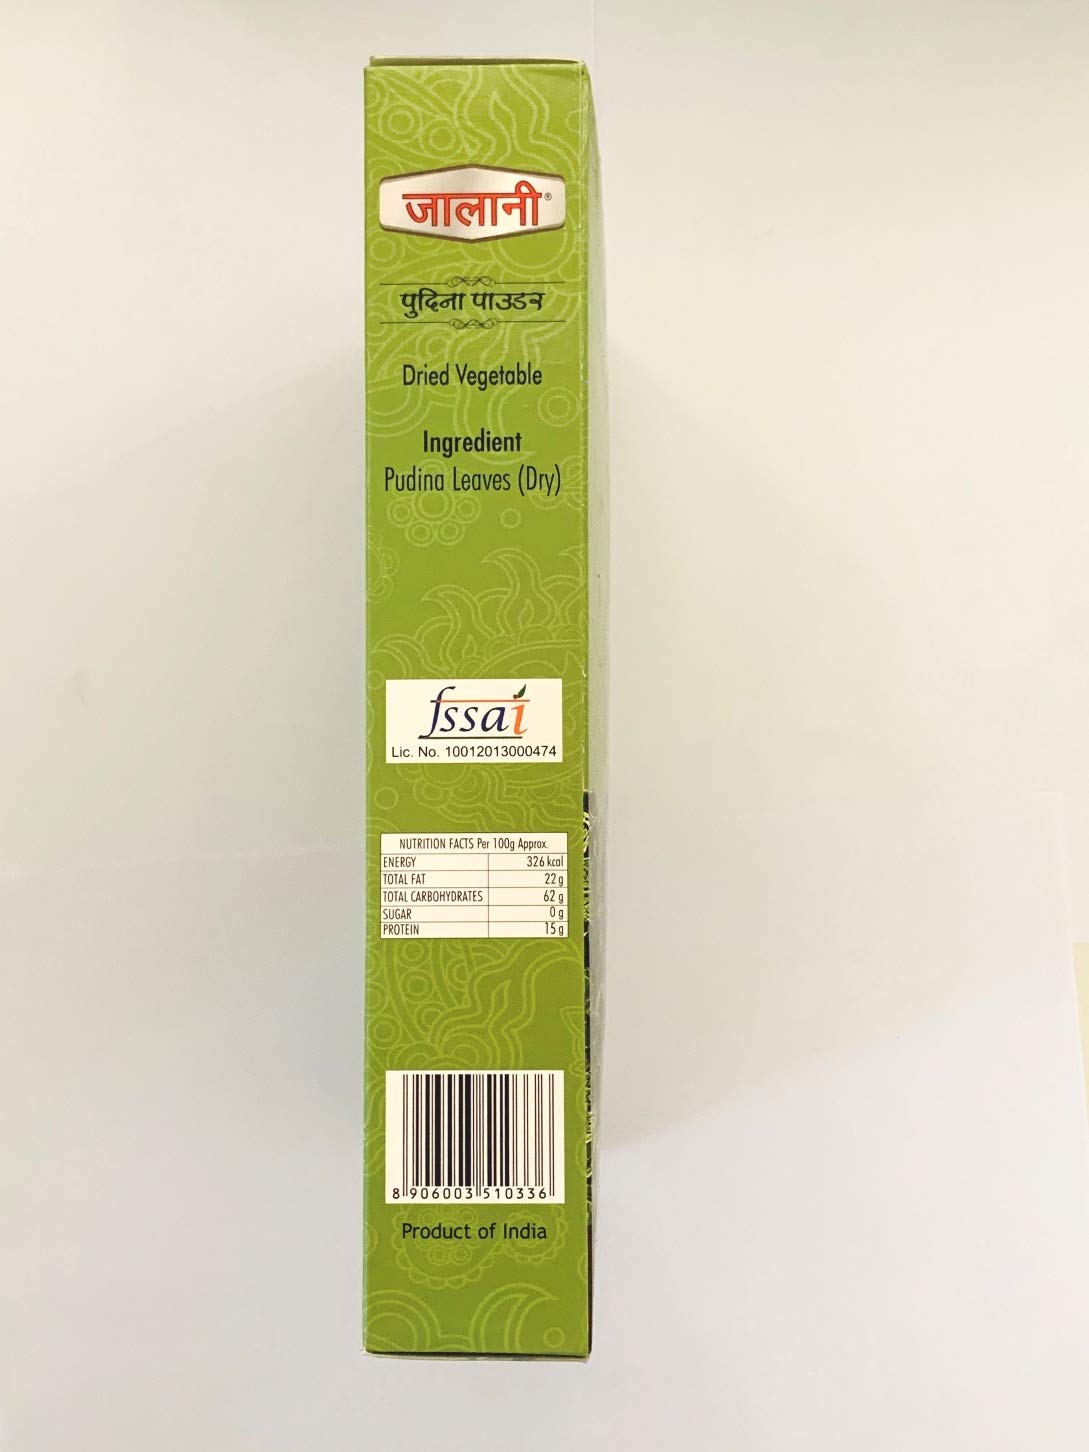 जालानी®
पुदिना पाउडर
Dried Vegetable
Ingredient
Pudina Leaves (Dry)
fssai
Lic. No. 10012013000474
NUTRITION FACTS Per 100g Approx.
ENERGY 326 kcal
TOTAL FAT 22 g
TOTAL CARBOHYDRATES 62 g
SUGAR 0 g
PROTEIN 15 g
8 906003 510336
Product of India